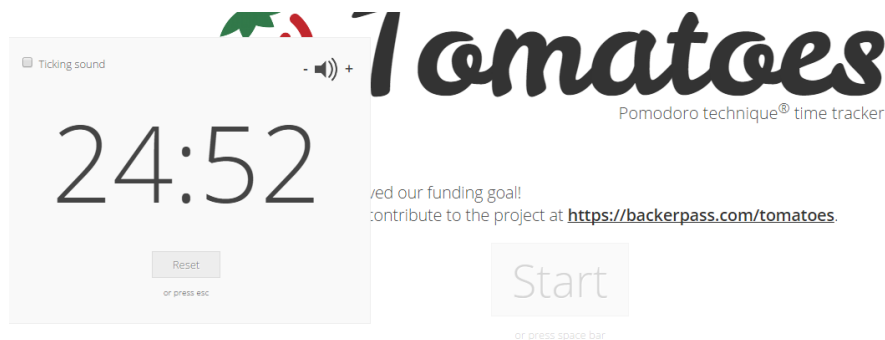 Tomatoes
Pomodoro technique® time tracker
Ticking sound
- +
24:52
Reset
or press esc
our funding goal!
contribute to the project at https://backerpass.com/tomatoes.
Start
or press space bar